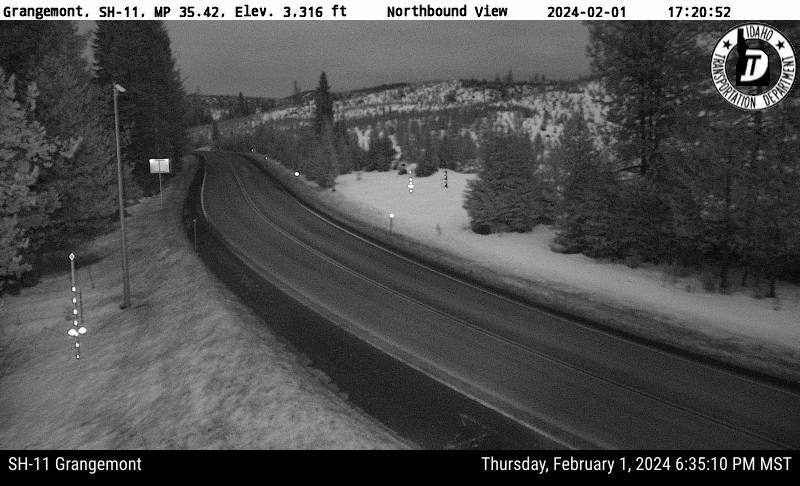 Grangemont, SH-11, MP 35.42, Elev. 3,316 ft Northbound View 2024-02-01 17:20:52
IDAHO
TRANSPORTATION DEPARTMENT
SH-11 Grangemont Thursday, February 1, 2024 6:35:10 PM MST